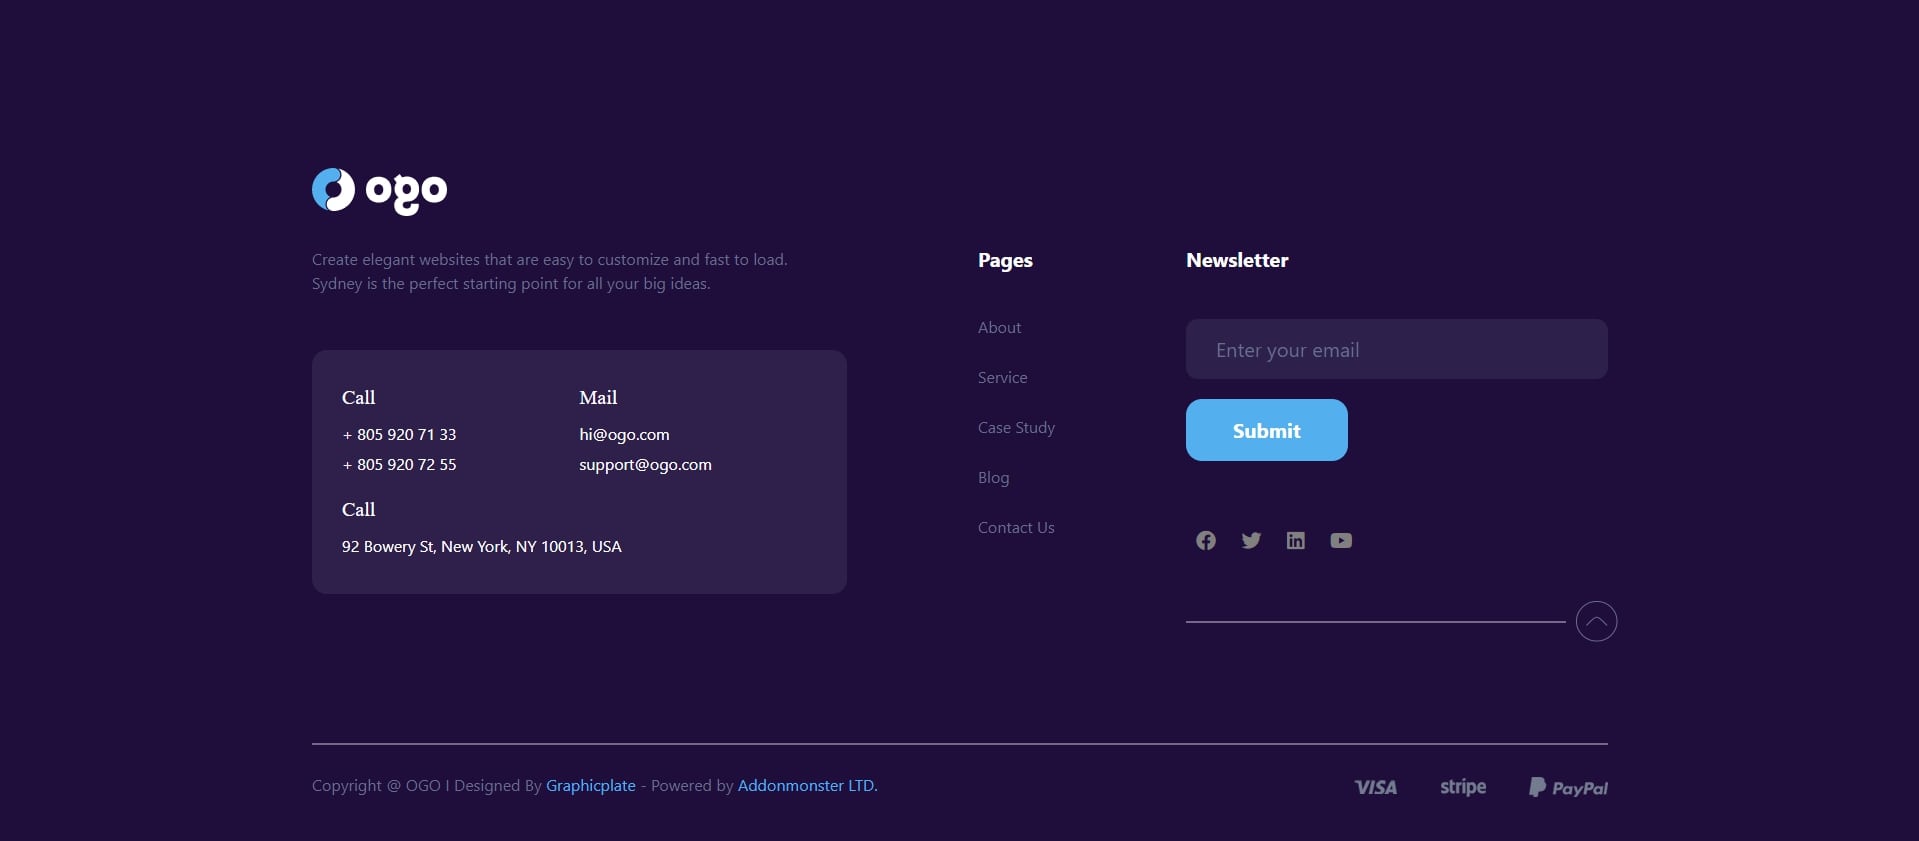 ogo
Create elegant websites that are easy to customize and fast to load.
Sydney is the perfect starting point for all your big ideas.
Call
+ 805 920 71 33
+ 805 920 72 55
Mail
hi@ogo.com
support@ogo.com
Call
92 Bowery St, New York, NY 10013, USA
Pages
About
Service
Case Study
Blog
Contact Us
Newsletter
Enter your email
Submit
Copyright @ OGO I Designed By Graphicplate - Powered by Addonmonster LTD.
VISA
stripe
PayPal